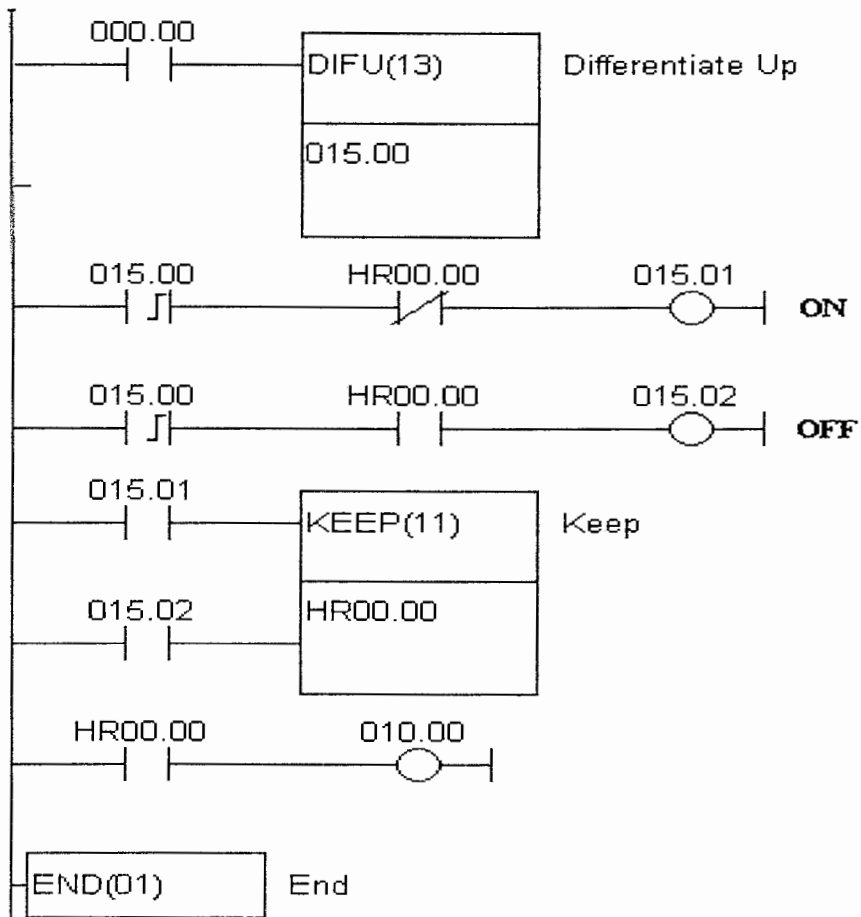 000.00
DIFU(13) Differentiate Up
015.00
015.00 HR00.00 015.01
ON
015.00 HR00.00 015.02
OFF
015.01
KEEP(11) Keep
015.02 HR00.00
HR00.00 010.00
END(01) End